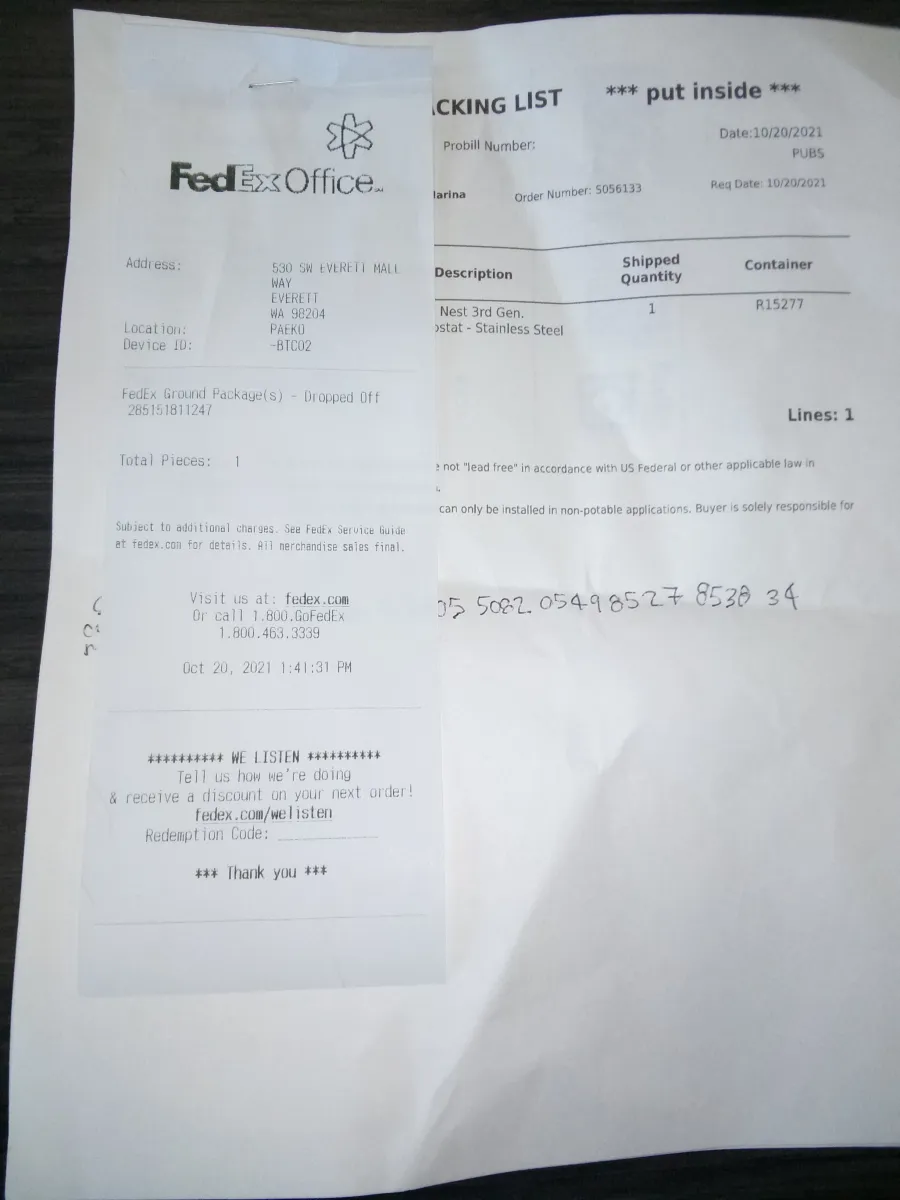 FedEx Office
Address: 530 SW EVERETT MALL
WAY
EVERETT
WA 98204
Location: PAEKO
Device ID: -BTC02
FedEx Ground Package(s) - Dropped Off
285151811247
Total Pieces: 1
Subject to additional charges. See FedEx Service Guide
at fedex.com for details. All merchandise sales final.
Visit us at: fedex.com
Or call 1.800.GoFedEx
1.800.463.3339
Oct 20, 2021 1:41:31 PM
********** WE LISTEN **********
Tell us how we're doing
& receive a discount on your next order!
fedex.com/welisten
Redemption Code:
*** Thank you ***
ACKING LIST *** put inside ***
Probill Number: Date:10/20/2021
PUBS
larina Order Number: 5056133 Req Date: 10/20/2021
Description Shipped Quantity Container
Nest 3rd Gen. 1 R15277
ostat - Stainless Steel
Lines: 1
not "lead free" in accordance with US Federal or other applicable law in
can only be installed in non-potable applications. Buyer is solely responsible for
05 5082 0549 8527 8538 34